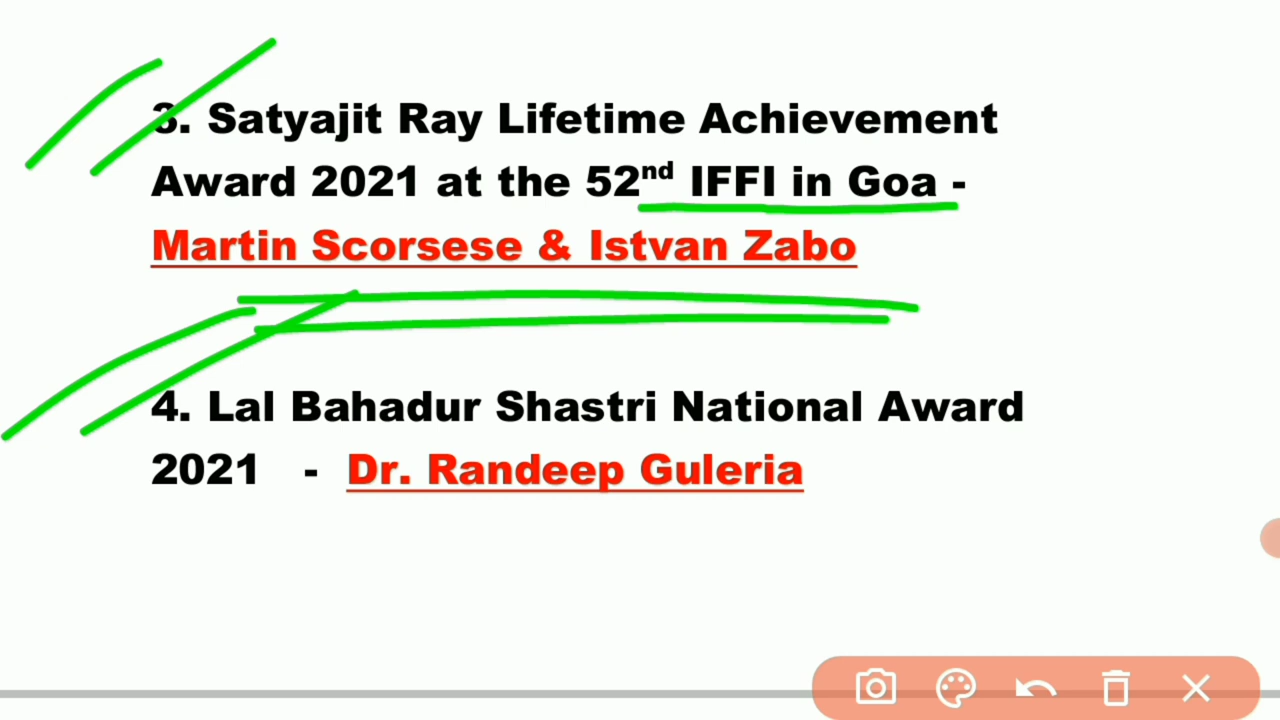 3. Satyajit Ray Lifetime Achievement
Award 2021 at the 52nd IFFI in Goa -
Martin Scorsese & Istvan Zabo
4. Lal Bahadur Shastri National Award
2021 - Dr. Randeep Guleria